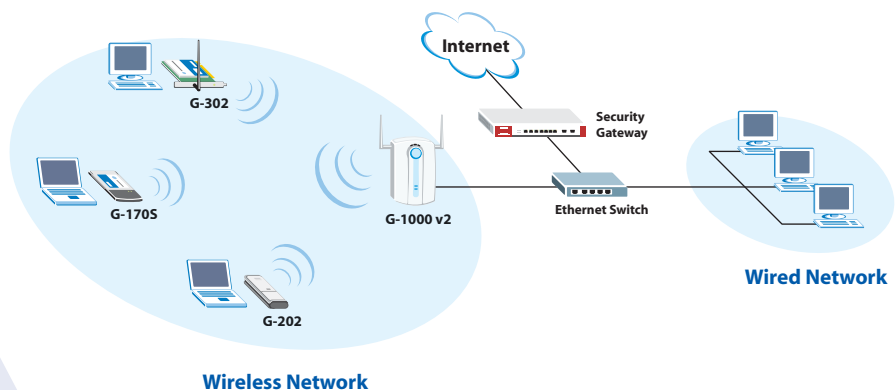 Internet
G-302
Security
Gateway
G-170S
G-1000 v2
Ethernet Switch
Wired Network
G-202
Wireless Network